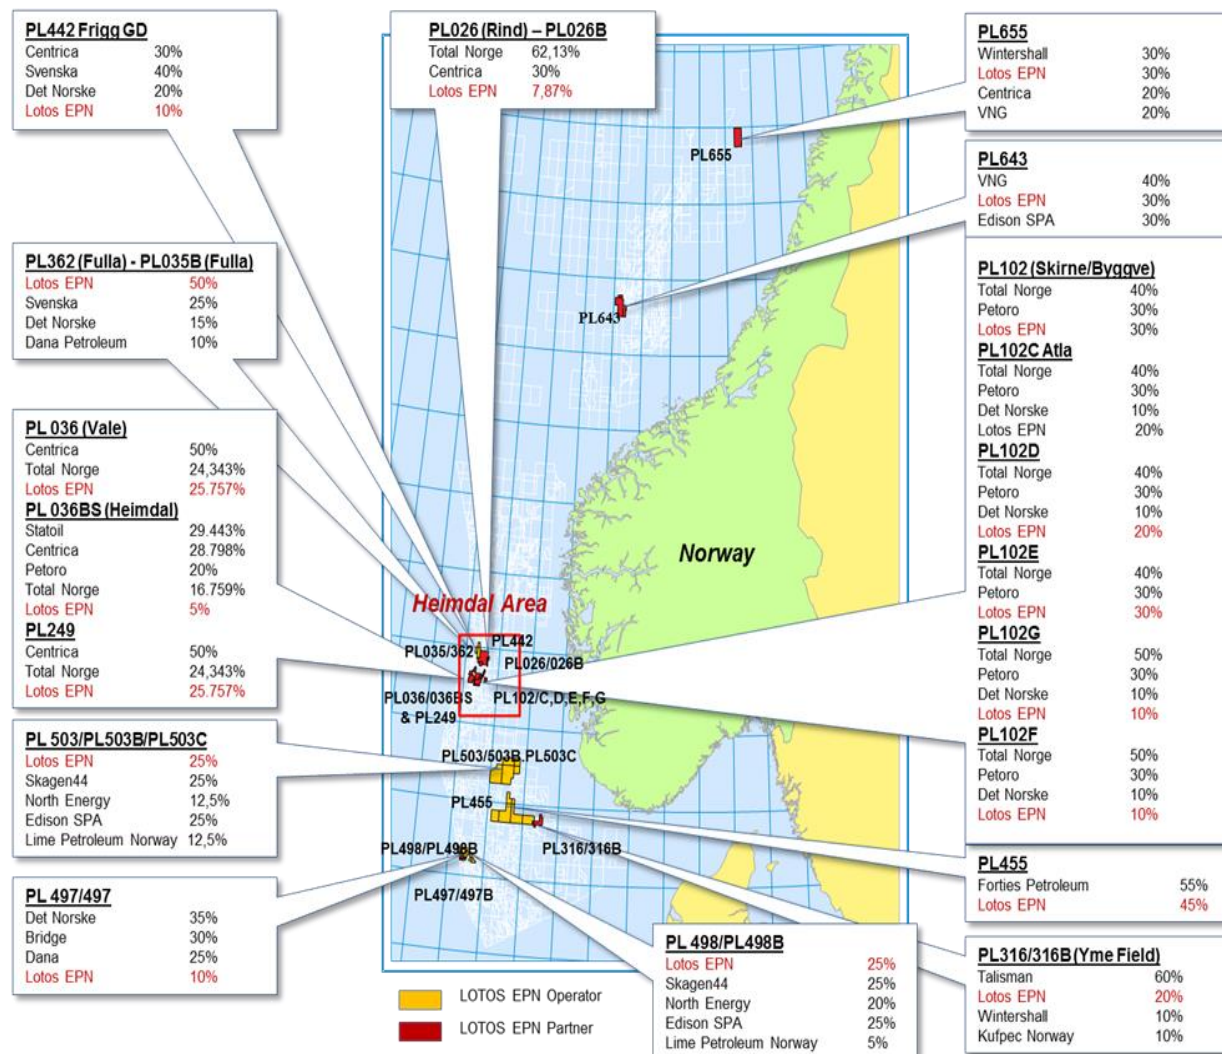 PL442 Frigg GD
Centrica 30%
Svenska 40%
Det Norske 20%
Lotos EPN 10%
PL026 (Rind) – PL026B
Total Norge 62,13%
Centrica 30%
Lotos EPN 7,87%
PL655
Wintershall 30%
Lotos EPN 30%
Centrica 20%
VNG 20%
PL643
VNG 40%
Lotos EPN 30%
Edison SPA 30%
PL362 (Fulla) - PL035B (Fulla)
Lotos EPN 50%
Svenska 25%
Det Norske 15%
Dana Petroleum 10%
PL 036 (Vale)
Centrica 50%
Total Norge 24,343%
Lotos EPN 25.757%
PL 036BS (Heimdal)
Statoil 29.443%
Centrica 28.798%
Petoro 20%
Total Norge 16.759%
Lotos EPN 5%
PL249
Centrica 50%
Total Norge 24,343%
Lotos EPN 25.757%
PL 503/PL503B/PL503C
Lotos EPN 25%
Skagen44 25%
North Energy 12,5%
Edison SPA 25%
Lime Petroleum Norway 12,5%
PL 497/497
Det Norske 35%
Bridge 30%
Dana 25%
Lotos EPN 10%
PL655
PL643
Norway
Heimdal Area
PL442
PL035/362
PL026/026B
PL036/036BS
& PL249
PL102/C,D,E,F,G
PL503/503B PL503C
PL455
PL498/PL498B
PL316/316B
PL497/497B
PL102 (Skirne/Byggve)
Total Norge 40%
Petoro 30%
Lotos EPN 30%
PL102C Atla
Total Norge 40%
Petoro 30%
Det Norske 10%
Lotos EPN 20%
PL102D
Total Norge 40%
Petoro 30%
Det Norske 10%
Lotos EPN 20%
PL102E
Total Norge 40%
Petoro 30%
Lotos EPN 30%
PL102G
Total Norge 50%
Petoro 30%
Det Norske 10%
Lotos EPN 10%
PL102F
Total Norge 50%
Petoro 30%
Det Norske 10%
Lotos EPN 10%
PL455
Forties Petroleum 55%
Lotos EPN 45%
PL 498/PL498B
Lotos EPN 25%
Skagen44 25%
North Energy 20%
Edison SPA 25%
Lime Petroleum Norway 5%
PL316/316B (Yme Field)
Talisman 60%
Lotos EPN 20%
Wintershall 10%
Kufpec Norway 10%
LOTOS EPN Operator
LOTOS EPN Partner